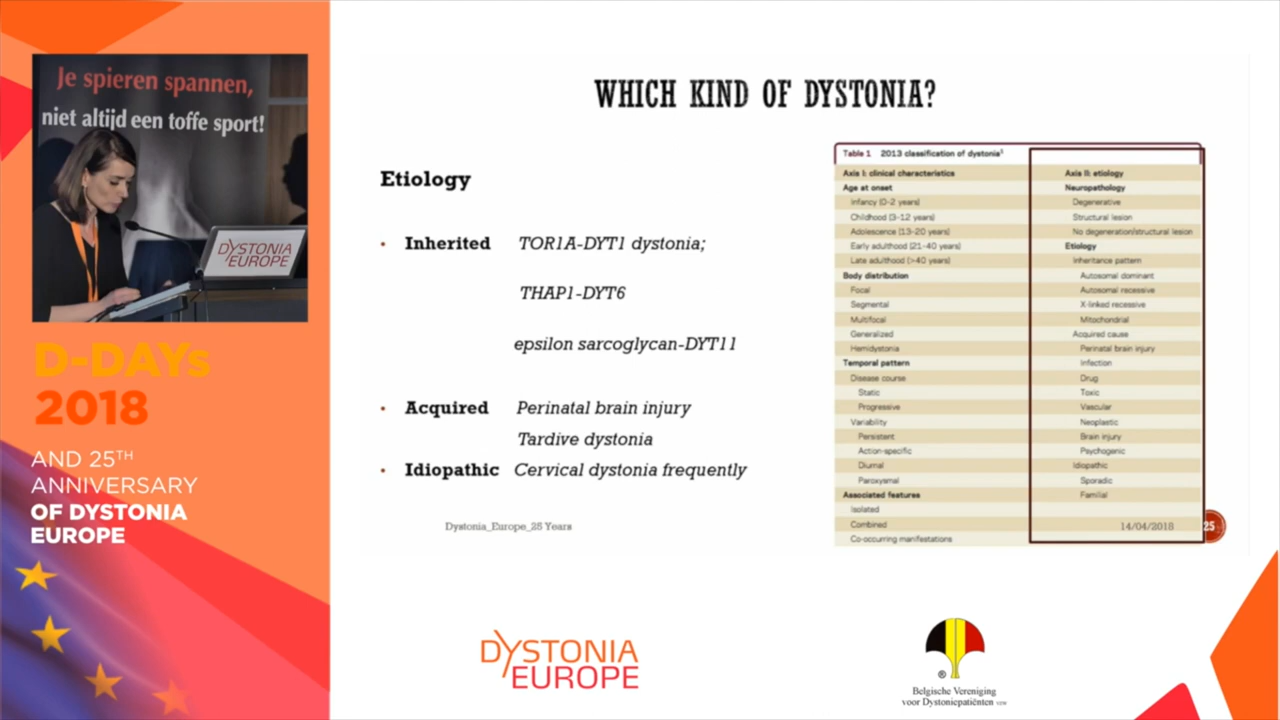 Je spieren spannen,
niet altijd een toffe sport!
DYSTONIA
EUROPE
D-DAYs
2018
AND 25TH
ANNIVERSARY
OF DYSTONIA
EUROPE
WHICH KIND OF DYSTONIA?
Etiology
• Inherited TOR1A-DYT1 dystonia;
THAP1-DYT6
epsilon sarcoglycan-DYT11
• Acquired Perinatal brain injury
Tardive dystonia
• Idiopathic Cervical dystonia frequently
Dystonia_Europe_25 Years
Table 1 2013 classification of dystonia¹
Axis I: clinical characteristics
Age at onset
Infancy (0-2 years)
Childhood (3-12 years)
Adolescence (13-20 years)
Early adulthood (21-40 years)
Late adulthood (>40 years)
Body distribution
Focal
Segmental
Multifocal
Generalized
Hemidystonia
Temporal pattern
Disease course
Static
Progressive
Variability
Persistent
Action-specific
Diurnal
Paroxysmal
Associated features
Isolated
Combined
Co-occurring manifestations
Axis II: etiology
Neuropathology
Degenerative
Structural lesion
No degeneration/structural lesion
Etiology
Inheritance pattern
Autosomal dominant
Autosomal recessive
X-linked recessive
Mitochondrial
Acquired cause
Perinatal brain injury
Infection
Drug
Toxic
Vascular
Neoplastic
Brain injury
Psychogenic
Idiopathic
Sporadic
Familial
14/04/2018
25
DYSTONIA
EUROPE
®
Belgische Vereniging
voor Dystoniepatiënten vzw